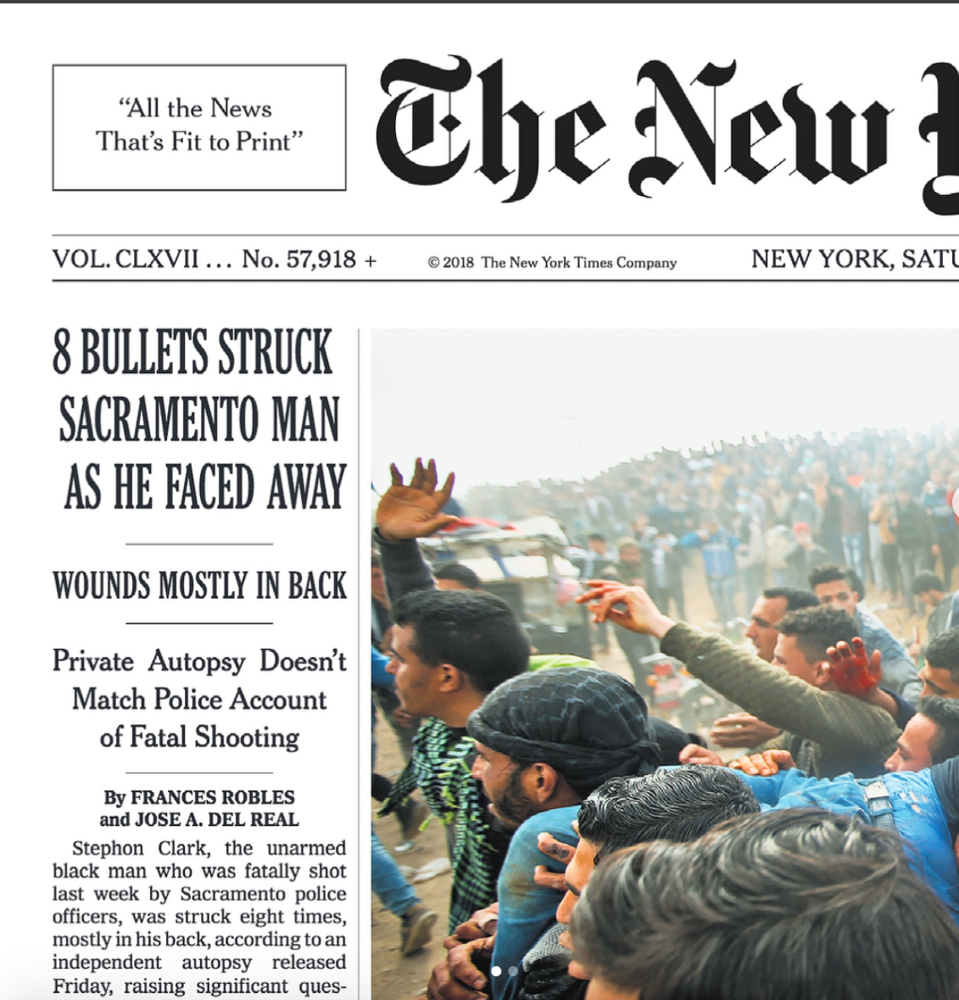 “All the News
That’s Fit to Print”
The New
VOL. CLXVII . . . No. 57,918 +
© 2018 The New York Times Company
NEW YORK, SATU
8 BULLETS STRUCK
SACRAMENTO MAN
AS HE FACED AWAY
WOUNDS MOSTLY IN BACK
Private Autopsy Doesn’t
Match Police Account
of Fatal Shooting
By FRANCES ROBLES
and JOSE A. DEL REAL
Stephon Clark, the unarmed
black man who was fatally shot
last week by Sacramento police
officers, was struck eight times,
mostly in his back, according to an
independent autopsy released
Friday, raising significant ques-